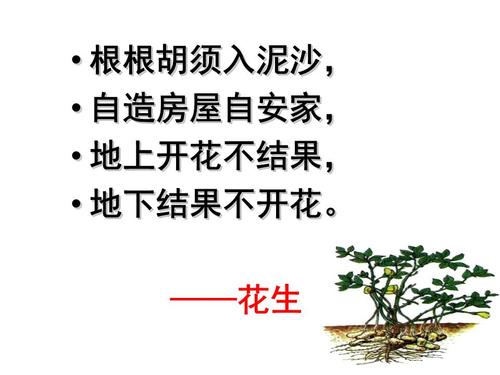 • 根根胡须入泥沙，
• 自造房屋自安家，
• 地上开花不结果，
• 地下结果不开花。
——花生